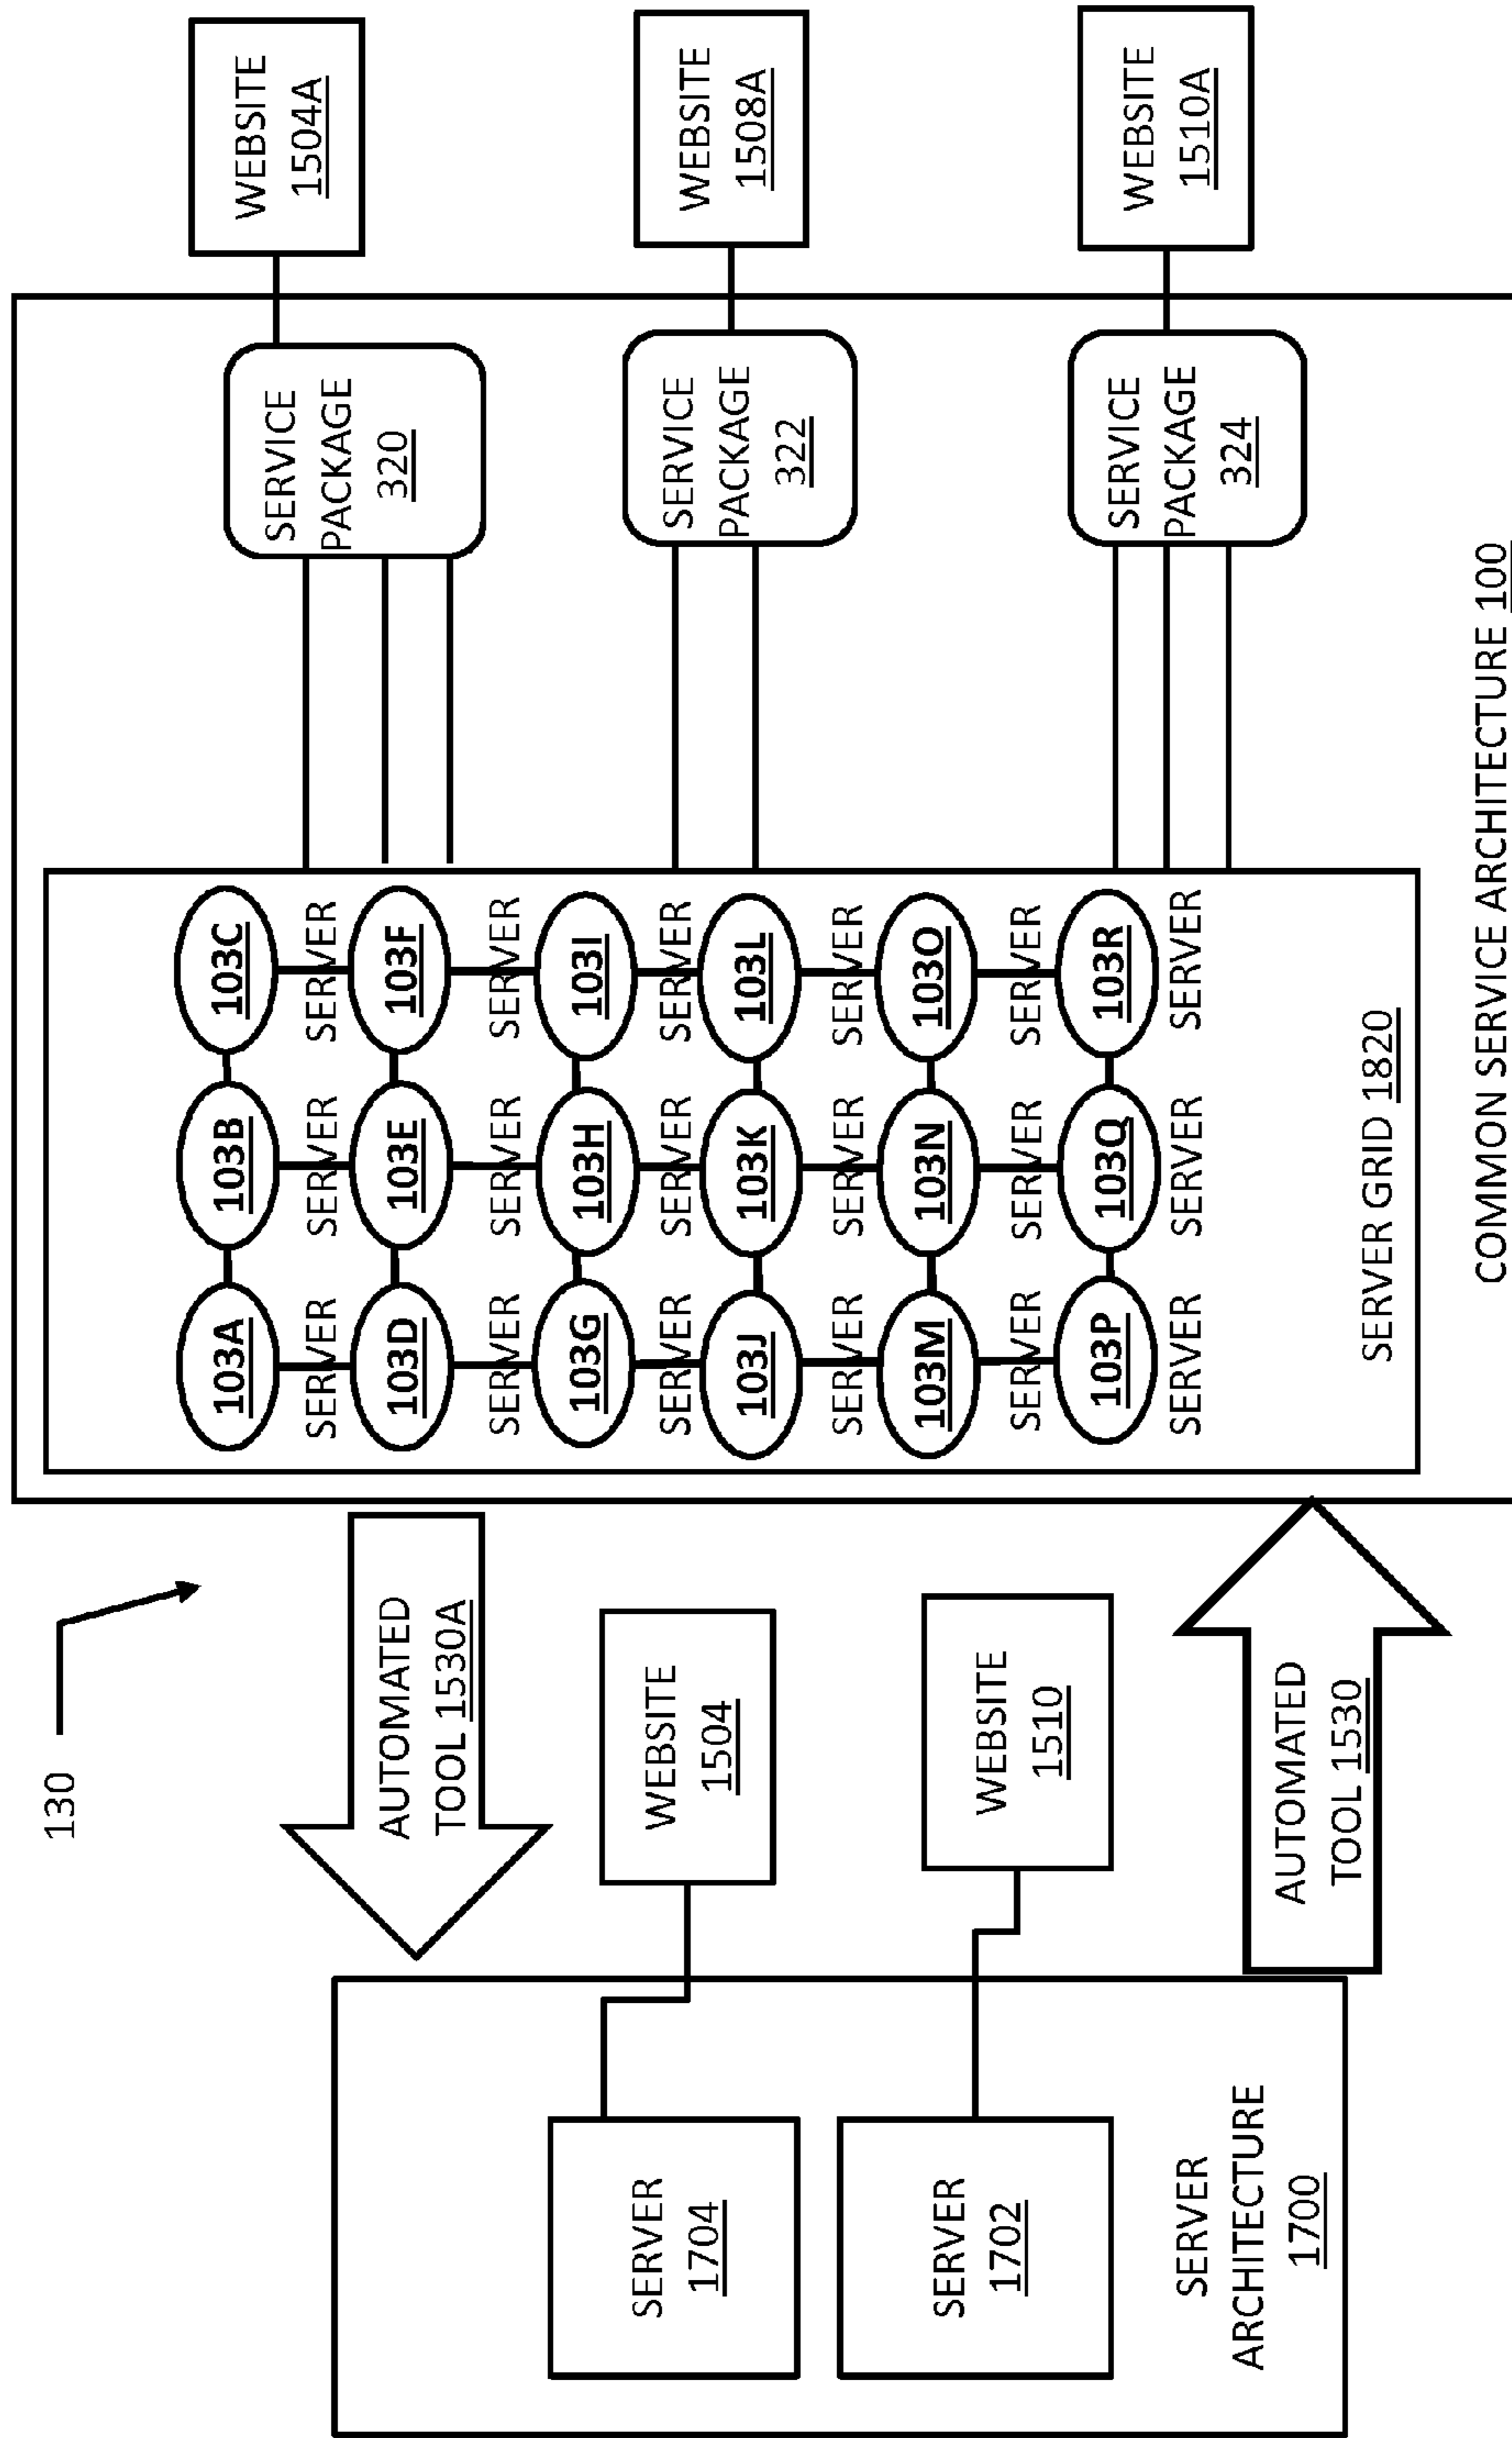 130
AUTOMATED
TOOL 1530A
WEBSITE
1504
WEBSITE
1510
AUTOMATED
TOOL 1530
SERVER
1704
SERVER
1702
SERVER
ARCHITECTURE
1700
103A 103B 103C
SERVER SERVER SERVER
103D 103E 103F
SERVER SERVER SERVER
103G 103H 103I
SERVER SERVER SERVER
103J 103K 103L
SERVER SERVER SERVER
103M 103N 103O
SERVER SERVER SERVER
103P 103Q 103R
SERVER SERVER SERVER
SERVER GRID 1820
SERVICE
PACKAGE
320
SERVICE
PACKAGE
322
SERVICE
PACKAGE
324
WEBSITE
1504A
WEBSITE
1508A
WEBSITE
1510A
COMMON SERVICE ARCHITECTURE 100